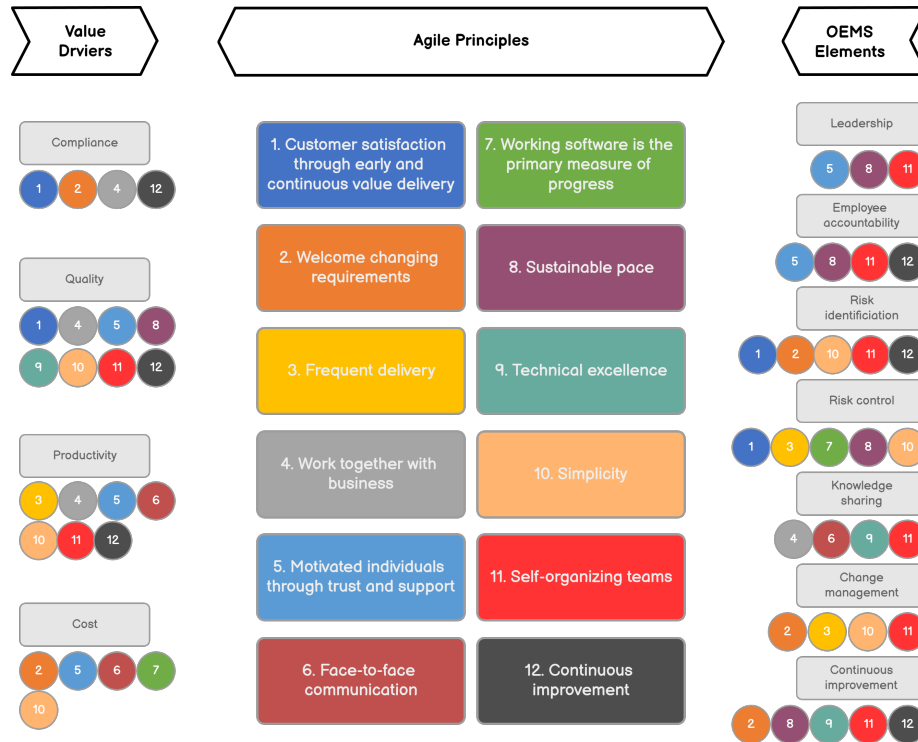 Value
Drviers
Agile Principles
OEMS
Elements
Compliance
1 2 4 12
Quality
1 4 5 8
9 10 11 12
Productivity
3 4 5 6
10 11 12
Cost
2 5 6 7
10
1. Customer satisfaction
through early and
continuous value delivery
2. Welcome changing
requirements
3. Frequent delivery
4. Work together with
business
5. Motivated individuals
through trust and support
6. Face-to-face
communication
7. Working software is the
primary measure of
progress
8. Sustainable pace
9. Technical excellence
10. Simplicity
11. Self-organizing teams
12. Continuous
improvement
Leadership
5 8 11
Employee
accountability
5 8 11 12
Risk
identificiation
1 2 10 11 12
Risk control
1 3 7 8 10
Knowledge
sharing
4 6 9 11
Change
management
2 3 10 11
Continuous
improvement
2 8 9 11 12